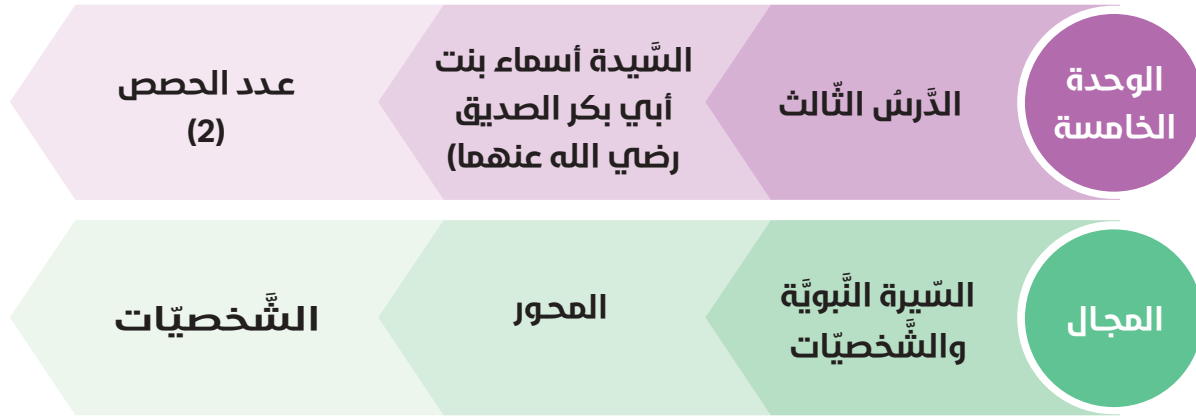 الوحدة
الخامسة
الدَّرسُ الثّالث
السَّيدة أسماء بنت
أبي بكر الصديق
رضي الله عنهما)
عدد الحصص
(2)
المجال
السّيرة النَّبويَّة
والشَّخصيّات
المحور
الشَّخصيّات